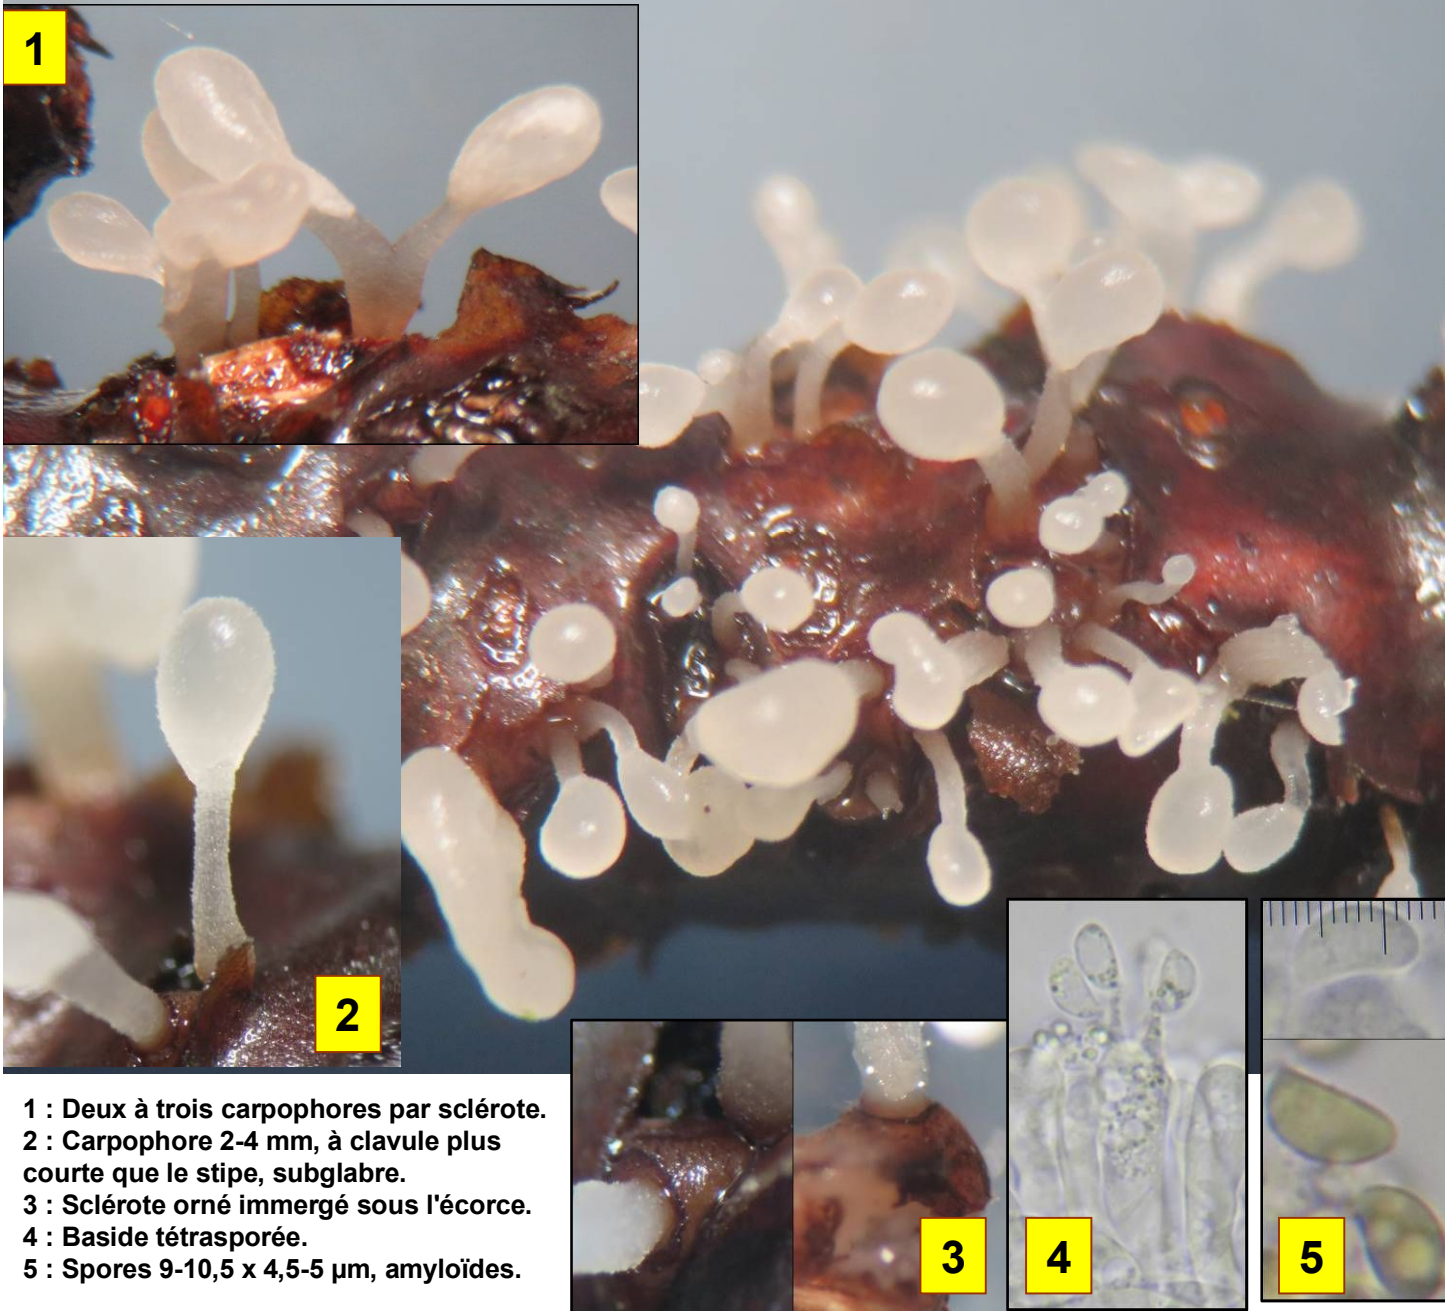 1
2
3
4
5
1 : Deux à trois carpophores par sclérote.
2 : Carpophore 2-4 mm, à clavule plus
courte que le stipe, subglabre.
3 : Sclérote orné immergé sous l'écorce.
4 : Baside tétrasporée.
5 : Spores 9-10,5 x 4,5-5 µm, amyloïdes.